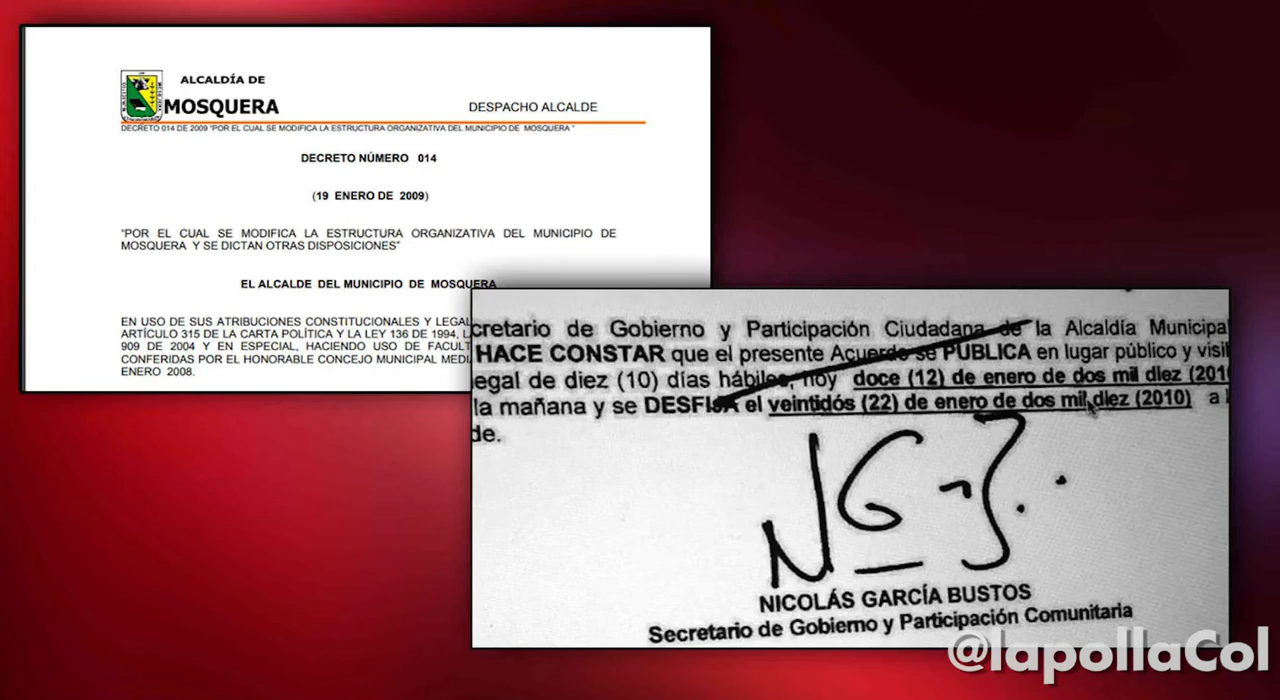 ALCALDÍA DE
MOSQUERA
DESPACHO ALCALDE
DECRETO 014 DE 2009 "POR EL CUAL SE MODIFICA LA ESTRUCTURA ORGANIZATIVA DEL MUNICIPIO DE MOSQUERA "
DECRETO NÚMERO 014
(19 ENERO DE 2009)
"POR EL CUAL SE MODIFICA LA ESTRUCTURA ORGANIZATIVA DEL MUNICIPIO DE
MOSQUERA Y SE DICTAN OTRAS DISPOSICIONES"
EL ALCALDE DEL MUNICIPIO DE MOSQUERA
EN USO DE SUS ATRIBUCIONES CONSTITUCIONALES Y LEGAL
ARTÍCULO 315 DE LA CARTA POLÍTICA Y LA LEY 136 DE 1994, L
909 DE 2004 Y EN ESPECIAL, HACIENDO USO DE FACULT
CONFERIDAS POR EL HONORABLE CONCEJO MUNICIPAL MEDI
ENERO 2008.
cretario de Gobierno y Participación Ciudadana de la Alcaldía Municipal
HACE CONSTAR que el presente Acuerdo se PUBLICA en lugar público y visil
legal de diez (10) días hábiles, hoy doce (12) de enero de dos mil diez (201
la mañana y se DESFIJA el veintidós (22) de enero de dos mil diez (2010) a l
de.
NICOLÁS GARCÍA BUSTOS
Secretario de Gobierno y Participación Comunitaria
@lapollaCol